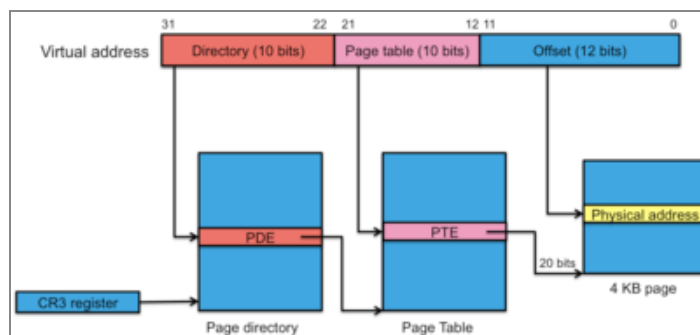 31 22 21 12 11 0
Virtual address Directory (10 bits) Page table (10 bits) Offset (12 bits)
Physical address
PDE PTE
20 bits
4 KB page
CR3 register
Page directory Page Table